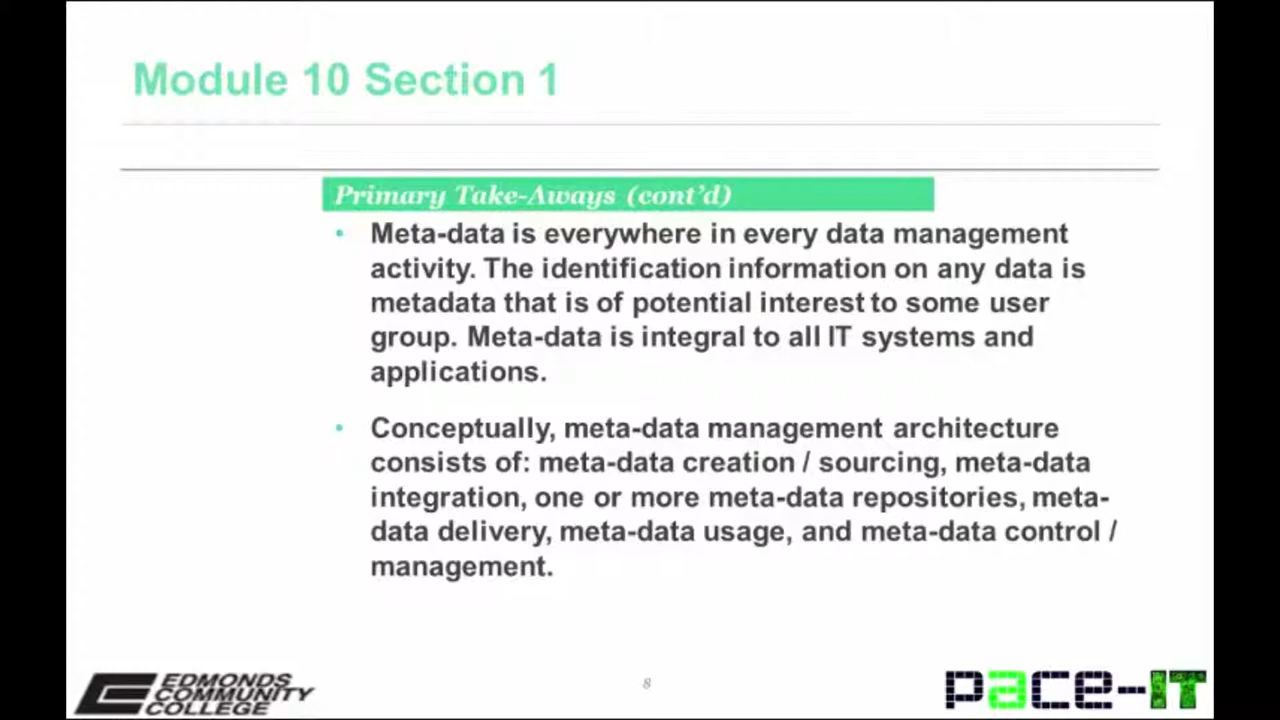 Module 10 Section 1
Primary Take-Aways (cont'd)
• Meta-data is everywhere in every data management
activity. The identification information on any data is
metadata that is of potential interest to some user
group. Meta-data is integral to all IT systems and
applications.
• Conceptually, meta-data management architecture
consists of: meta-data creation / sourcing, meta-data
integration, one or more meta-data repositories, meta-
data delivery, meta-data usage, and meta-data control /
management.
EDMONDS
COMMUNITY
COLLEGE
8
pace-IT